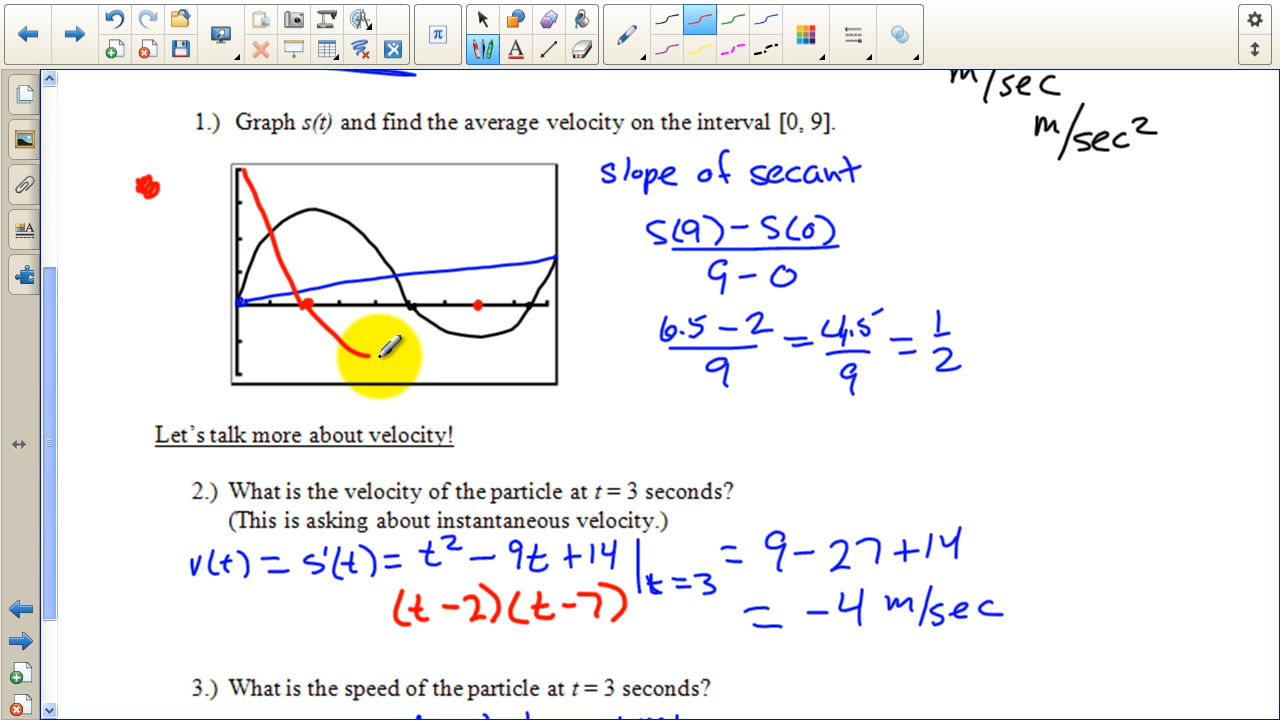 m/sec
m/sec²
1.) Graph s(t) and find the average velocity on the interval [0, 9].
slope of secant
s(9) - s(0)
9 - 0
6.5 - 2 = 4.5 = 1
9 9 2
Let's talk more about velocity!
2.) What is the velocity of the particle at t = 3 seconds?
(This is asking about instantaneous velocity.)
v(t) = s'(t) = t² - 9t + 14 | t = 3 = 9 - 27 + 14
(t - 2)(t - 7)
= -4 m/sec
3.) What is the speed of the particle at t = 3 seconds?